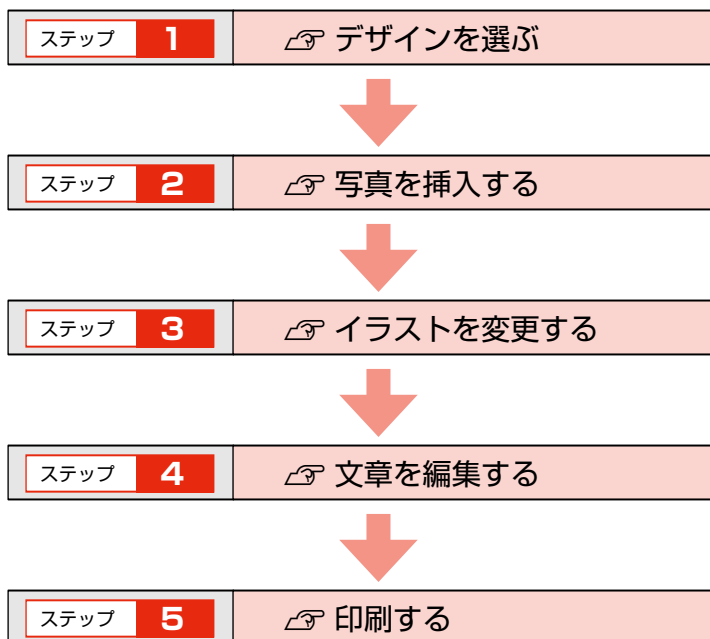 ステップ 1 ☞ デザインを選ぶ
ステップ 2 ☞ 写真を挿入する
ステップ 3 ☞ イラストを変更する
ステップ 4 ☞ 文章を編集する
ステップ 5 ☞ 印刷する